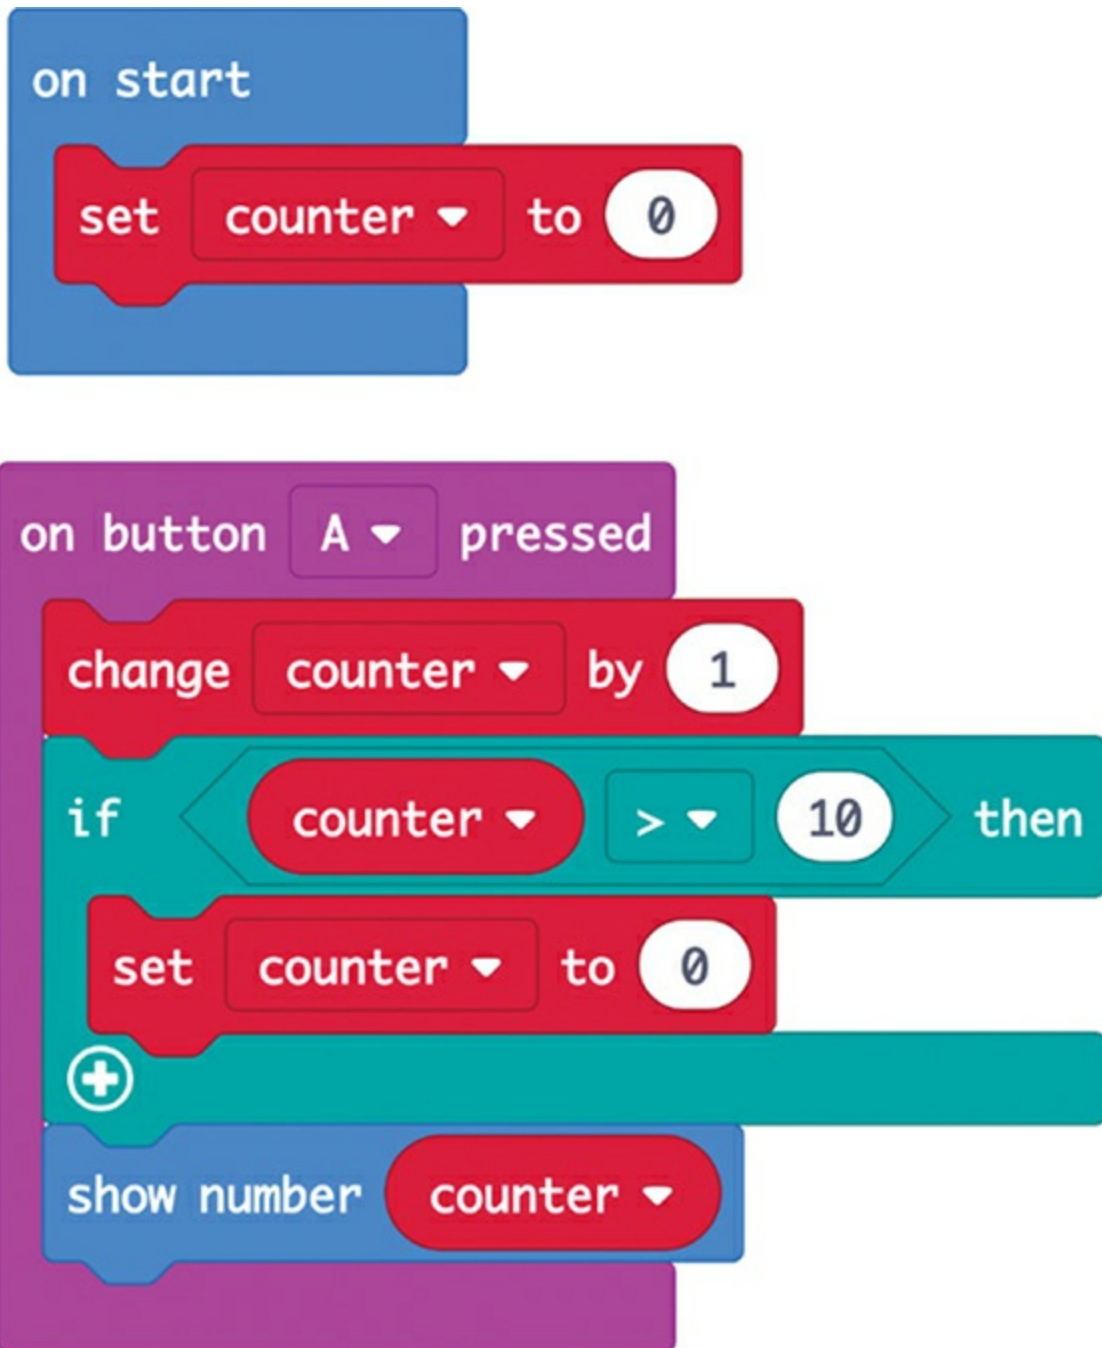 on start
set counter to 0
on button A pressed
change counter by 1
if counter > 10 then
set counter to 0
show number counter